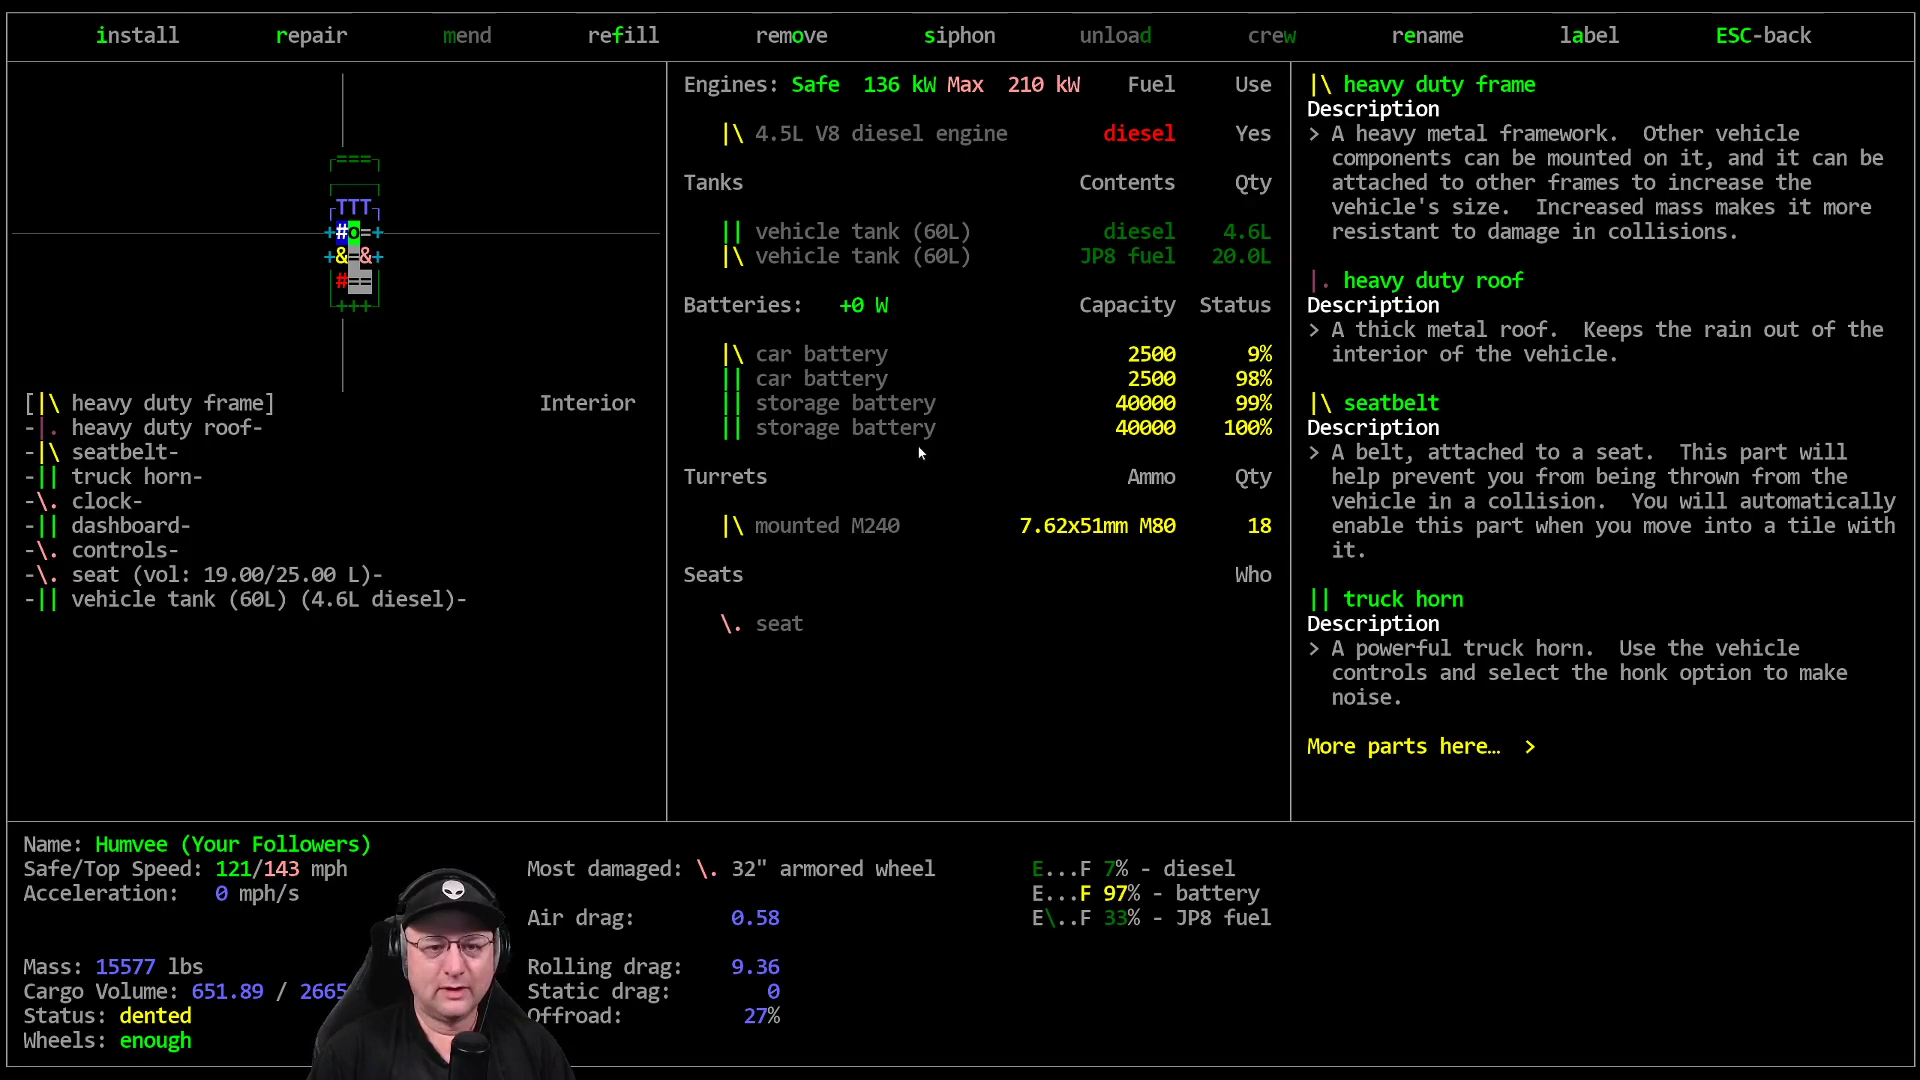 install repair mend refill remove siphon unload crew rename label ESC-back
┌===┐
┌TTT┐
+#o=+
+&=&+
#==
└+++┘
[|\ heavy duty frame] Interior
-|. heavy duty roof-
-|\ seatbelt-
-|| truck horn-
-\. clock-
-|| dashboard-
-\. controls-
-\. seat (vol: 19.00/25.00 L)-
-|| vehicle tank (60L) (4.6L diesel)-
Engines: Safe 136 kW Max 210 kW Fuel Use
|\ 4.5L V8 diesel engine diesel Yes
Tanks Contents Qty
|| vehicle tank (60L) diesel 4.6L
|\ vehicle tank (60L) JP8 fuel 20.0L
Batteries: +0 W Capacity Status
|\ car battery 2500 9%
|| car battery 2500 98%
|| storage battery 40000 99%
|| storage battery 40000 100%
Turrets Ammo Qty
|\ mounted M240 7.62x51mm M80 18
Seats Who
\. seat
|\ heavy duty frame
Description
> A heavy metal framework. Other vehicle
components can be mounted on it, and it can be
attached to other frames to increase the
vehicle's size. Increased mass makes it more
resistant to damage in collisions.
|. heavy duty roof
Description
> A thick metal roof. Keeps the rain out of the
interior of the vehicle.
|\ seatbelt
Description
> A belt, attached to a seat. This part will
help prevent you from being thrown from the
vehicle in a collision. You will automatically
enable this part when you move into a tile with
it.
|| truck horn
Description
> A powerful truck horn. Use the vehicle
controls and select the honk option to make
noise.
More parts here… >
Name: Humvee (Your Followers)
Safe/Top Speed: 121/143 mph
Acceleration: 0 mph/s
Mass: 15577 lbs
Cargo Volume: 651.89 / 2665
Status: dented
Wheels: enough
Most damaged: \. 32" armored wheel
Air drag: 0.58
Rolling drag: 9.36
Static drag: 0
Offroad: 27%
E...F 7% - diesel
E...F 97% - battery
E\..F 33% - JP8 fuel